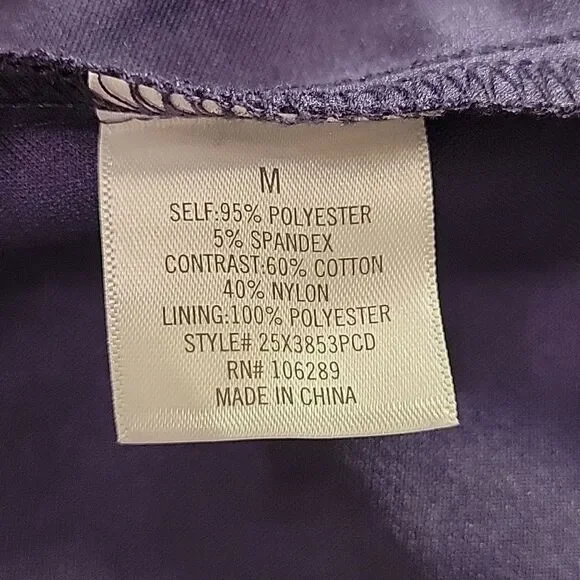 M
SELF:95% POLYESTER
5% SPANDEX
CONTRAST:60% COTTON
40% NYLON
LINING:100% POLYESTER
STYLE# 25X3853PCD
RN# 106289
MADE IN CHINA